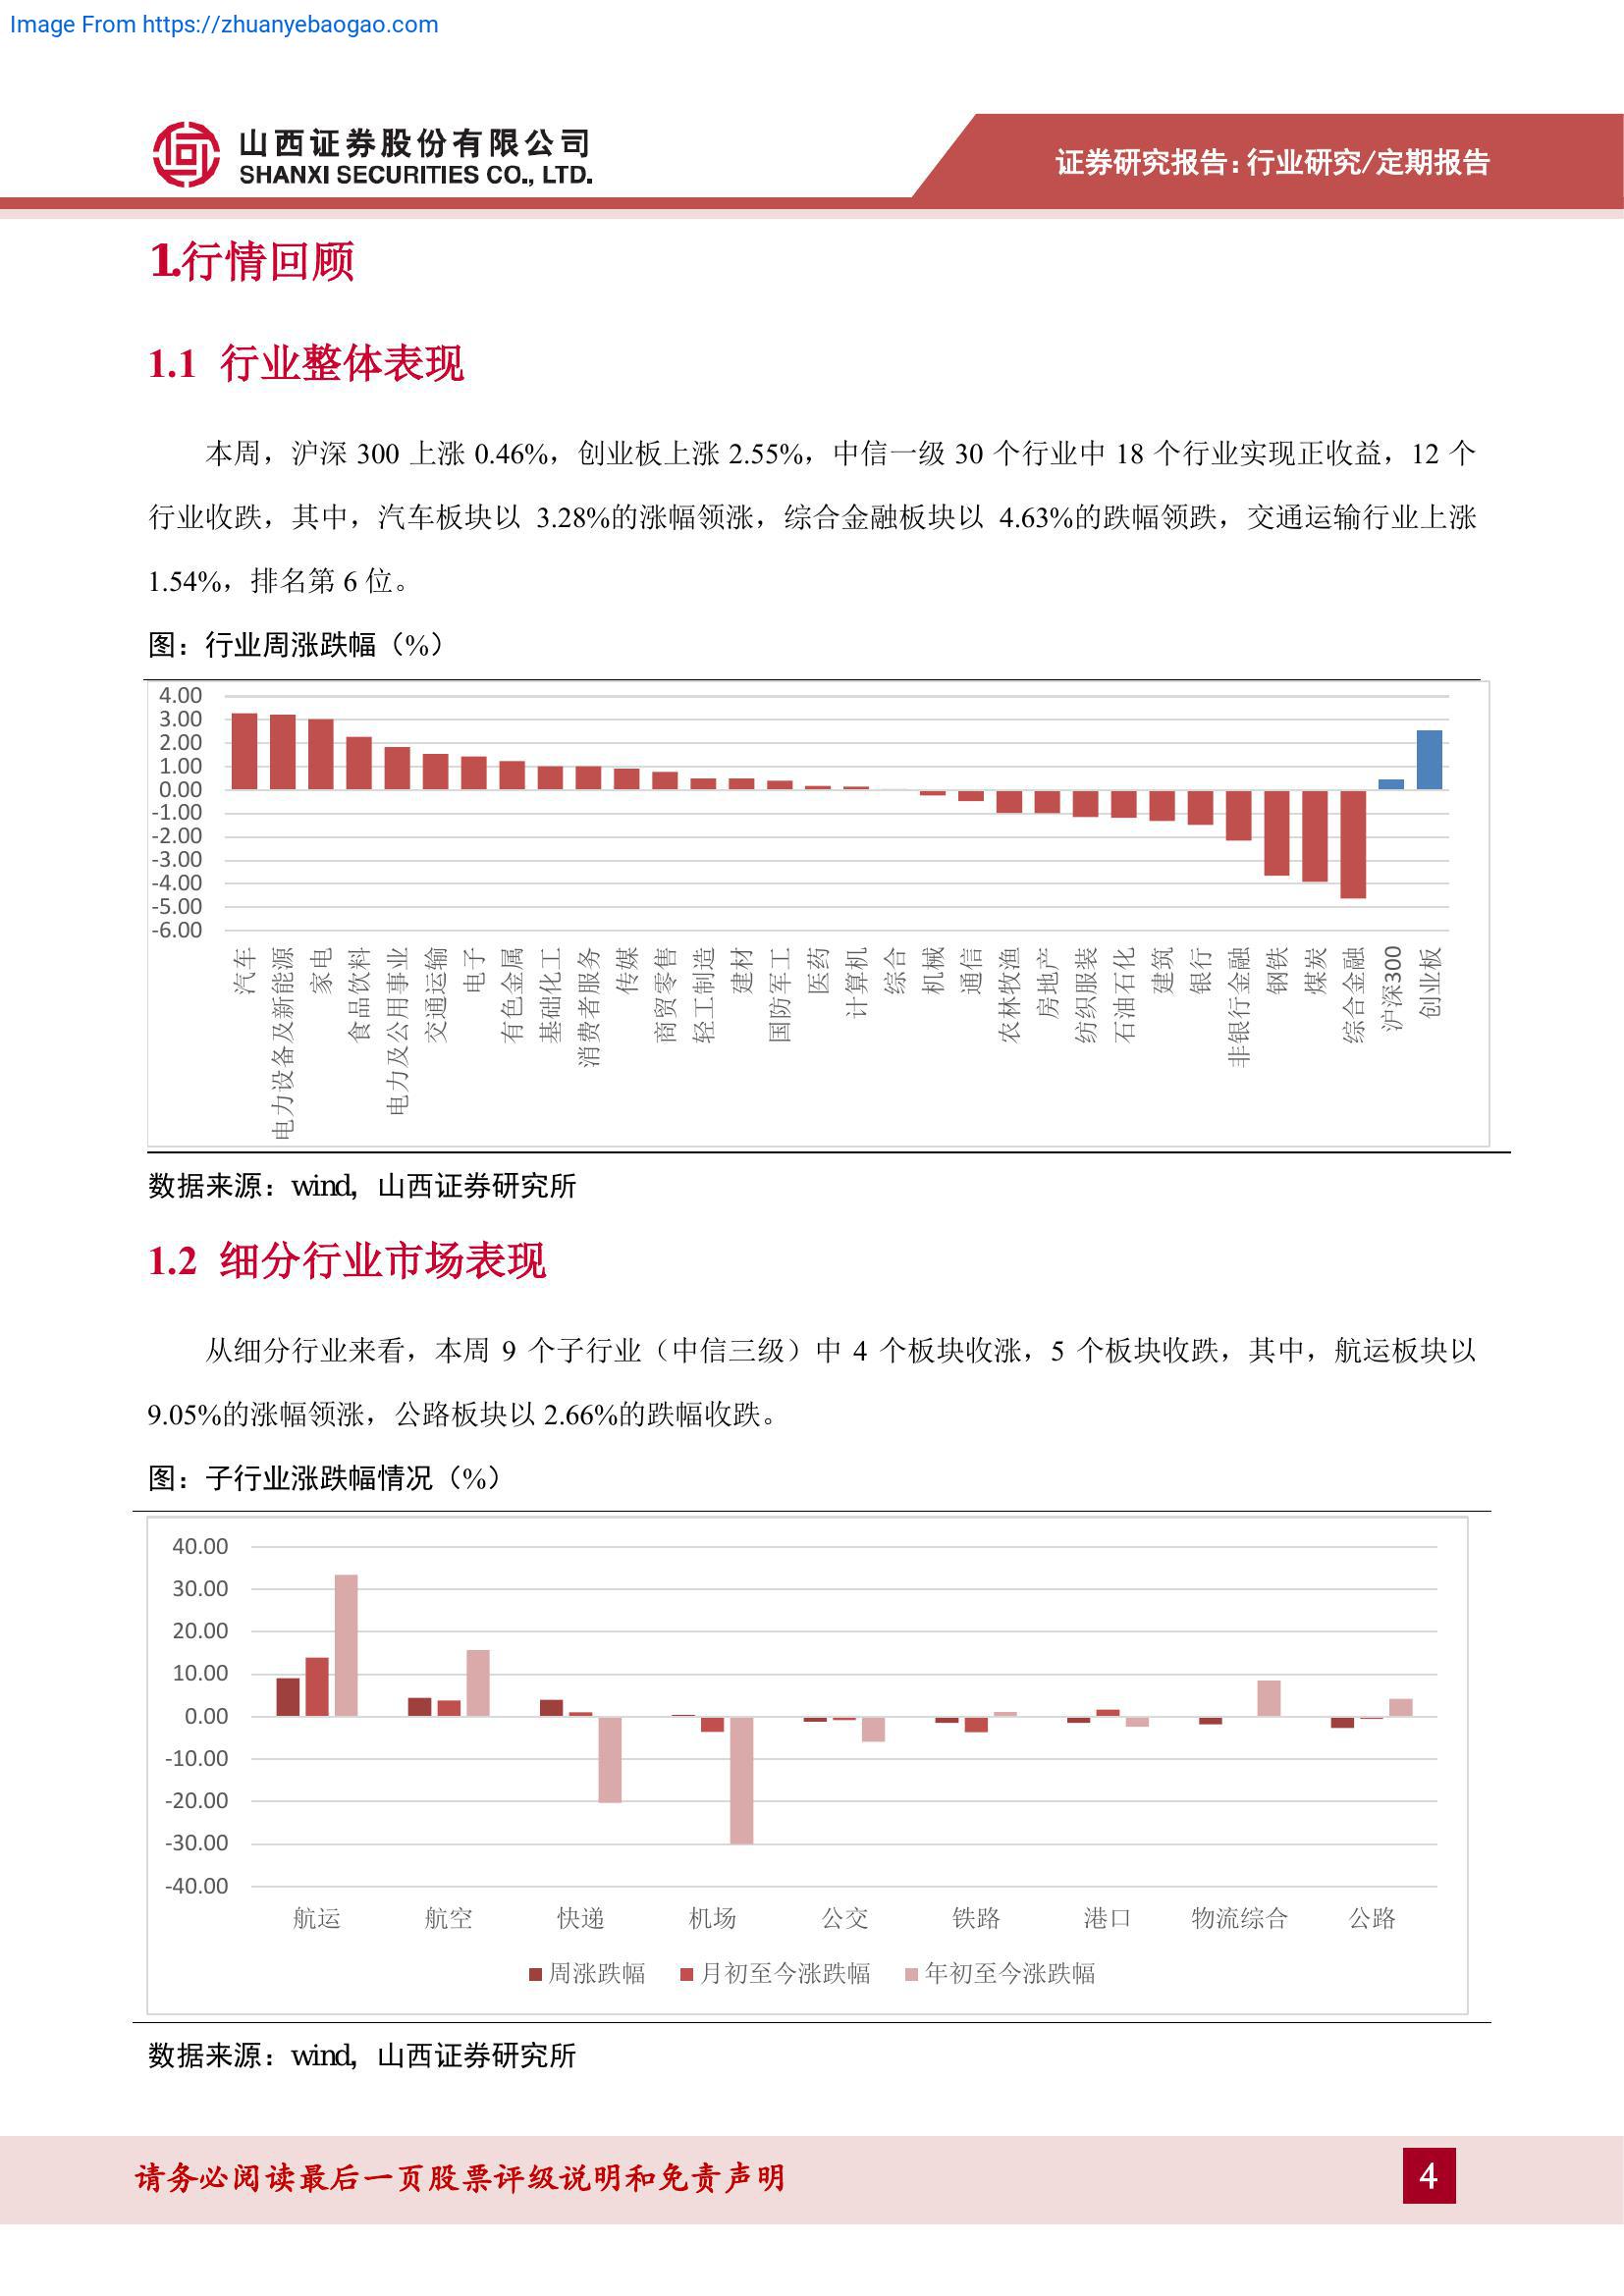 Image From https://zhuanyebaogao.com
山西证券股份有限公司
SHANXI SECURITIES CO., LTD.
证券研究报告：行业研究/定期报告
1.行情回顾
1.1 行业整体表现
本周，沪深 300 上涨 0.46%，创业板上涨 2.55%，中信一级 30 个行业中 18 个行业实现正收益，12 个
行业收跌，其中，汽车板块以 3.28%的涨幅领涨，综合金融板块以 4.63%的跌幅领跌，交通运输行业上涨
1.54%，排名第 6 位。
图：行业周涨跌幅（%）
4.00
3.00
2.00
1.00
0.00
-1.00
-2.00
-3.00
-4.00
-5.00
-6.00
汽车
电力设备及新能源
家电
食品饮料
电力及公用事业
交通运输
电子
有色金属
基础化工
消费者服务
传媒
商贸零售
轻工制造
建材
国防军工
医药
计算机
综合
机械
通信
农林牧渔
房地产
纺织服装
石油石化
建筑
银行
非银行金融
钢铁
煤炭
综合金融
沪深300
创业板
数据来源：wind，山西证券研究所
1.2 细分行业市场表现
从细分行业来看，本周 9 个子行业（中信三级）中 4 个板块收涨，5 个板块收跌，其中，航运板块以
9.05%的涨幅领涨，公路板块以 2.66%的跌幅收跌。
图：子行业涨跌幅情况（%）
40.00
30.00
20.00
10.00
0.00
-10.00
-20.00
-30.00
-40.00
航运 航空 快递 机场 公交 铁路 港口 物流综合 公路
周涨跌幅 月初至今涨跌幅 年初至今涨跌幅
数据来源：wind，山西证券研究所
请务必阅读最后一页股票评级说明和免责声明
4